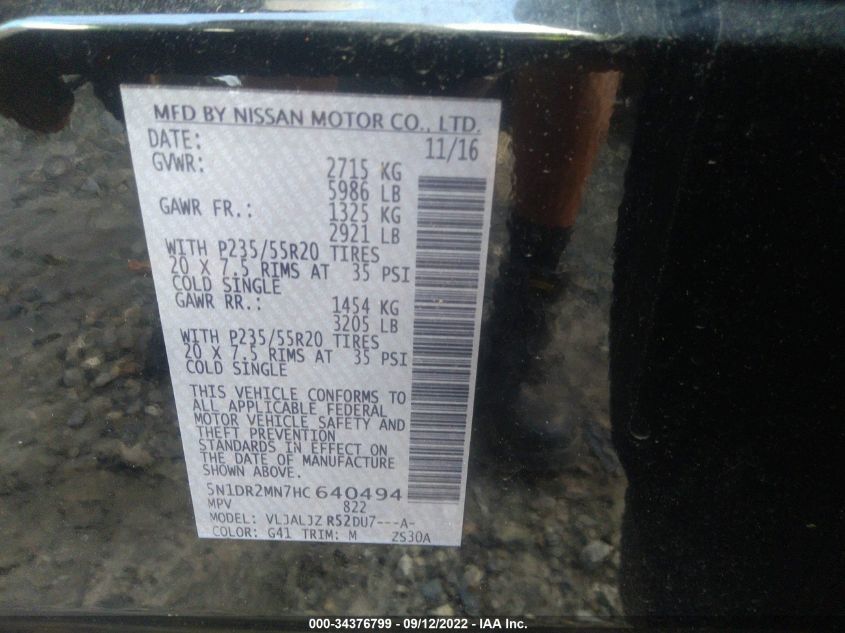 MFD BY NISSAN MOTOR CO., LTD.
DATE: 11/16
GVWR: 2715 KG
5986 LB
GAWR FR.: 1325 KG
2921 LB
WITH P235/55R20 TIRES
20 X 7.5 RIMS AT 35 PSI
COLD SINGLE
GAWR RR.: 1454 KG
3205 LB
WITH P235/55R20 TIRES
20 X 7.5 RIMS AT 35 PSI
COLD SINGLE
THIS VEHICLE CONFORMS TO
ALL APPLICABLE FEDERAL
MOTOR VEHICLE SAFETY AND
THEFT PREVENTION
STANDARDS IN EFFECT ON
THE DATE OF MANUFACTURE
SHOWN ABOVE.
5N1DR2MN7HC 640494
MPV 822
MODEL: VLJALJZ R52DU7---A-
COLOR: G41 TRIM: M ZS30A
000-34376799 - 09/12/2022 - IAA Inc.